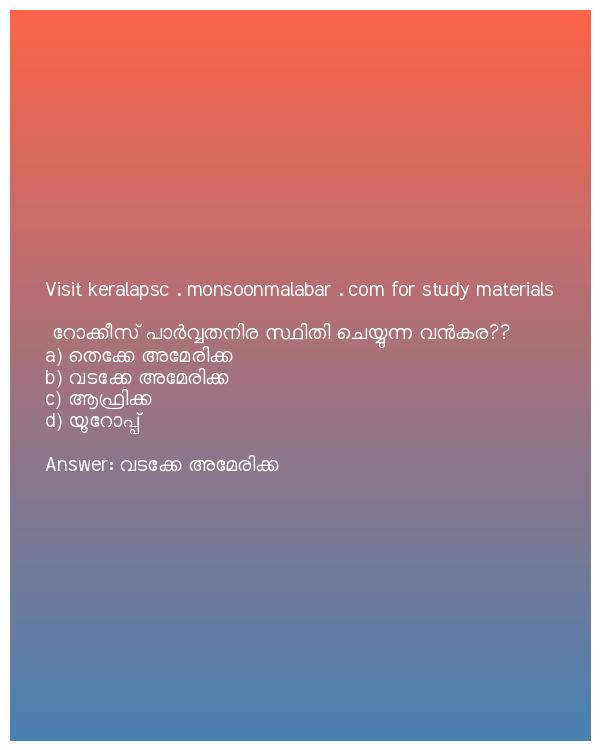 Visit keralapsc . monsoonmalabar . com for study materials
റോക്കീസ് പാർവ്വതനിര സ്ഥിതി ചെയ്യുന്ന വൻകര??
a) തെക്കേ അമേരിക്ക
b) വടക്കേ അമേരിക്ക
c) ആഫ്രിക്ക
d) യൂറോപ്പ്
Answer: വടക്കേ അമേരിക്ക